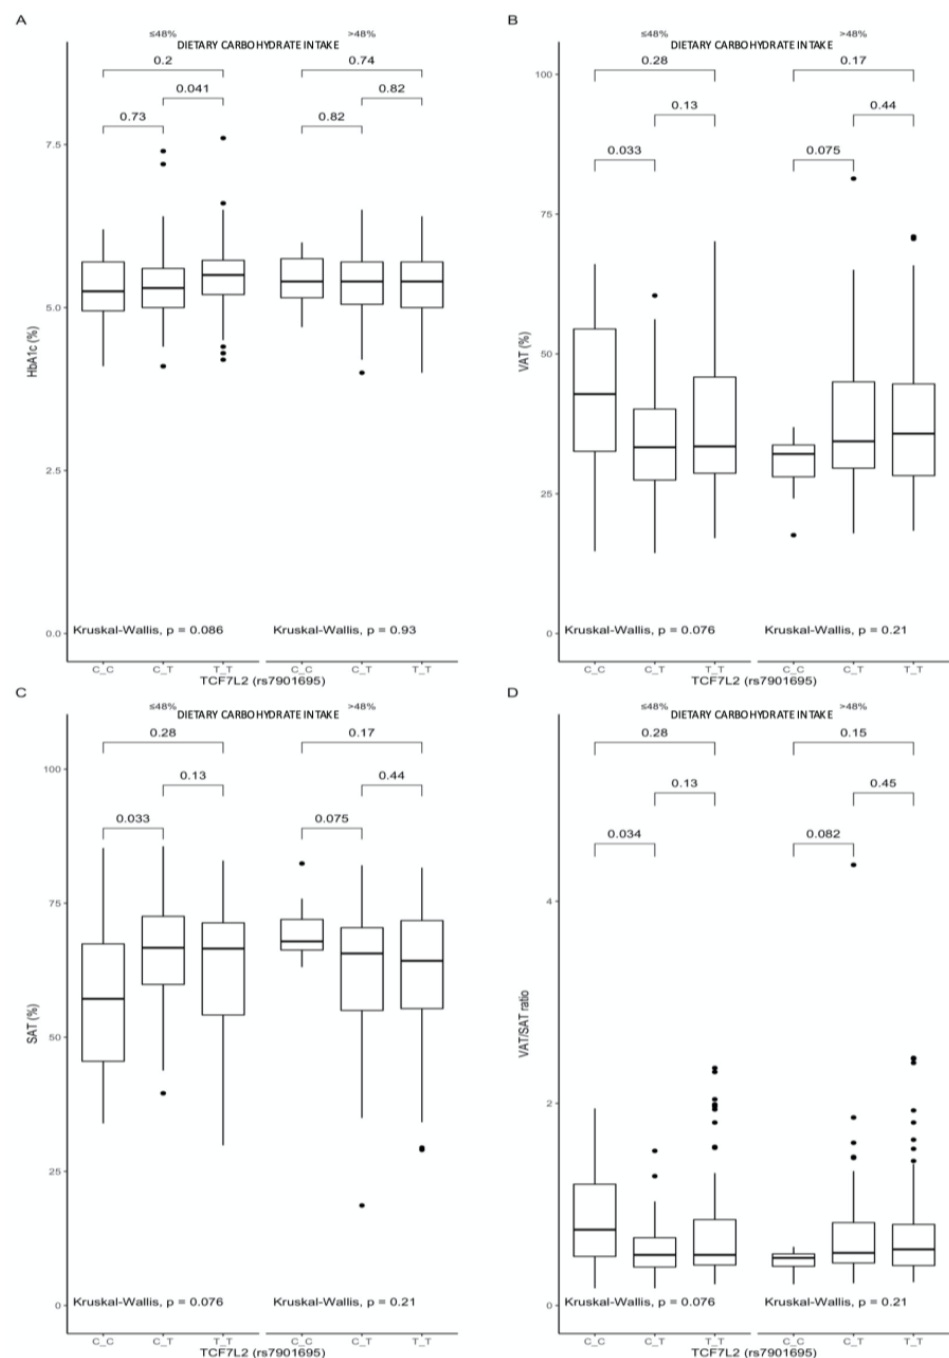 A
≤48%
>48%
DIETARY CARBOHYDRATE INTAKE
0.2
0.74
0.041
0.82
0.73
0.82
7.5
5.0
2.5
0.0
HbA1c (%)
Kruskal-Wallis, p = 0.086
Kruskal-Wallis, p = 0.93
C_C
C_T
T_T
C_C
C_T
T_T
TCF7L2 (rs7901695)
B
≤48%
>48%
DIETARY CARBOHYDRATE INTAKE
0.28
0.17
0.13
0.44
0.033
0.075
100
75
50
25
0
VAT (%)
Kruskal-Wallis, p = 0.076
Kruskal-Wallis, p = 0.21
C_C
C_T
T_T
C_C
C_T
T_T
TCF7L2 (rs7901695)
C
≤48%
>48%
DIETARY CARBOHYDRATE INTAKE
0.28
0.17
0.13
0.44
0.033
0.075
100
75
50
25
0
SAT (%)
Kruskal-Wallis, p = 0.076
Kruskal-Wallis, p = 0.21
C_C
C_T
T_T
C_C
C_T
T_T
TCF7L2 (rs7901695)
D
≤48%
>48%
DIETARY CARBOHYDRATE INTAKE
0.28
0.15
0.13
0.45
0.034
0.082
4
2
0
VAT/SAT ratio
Kruskal-Wallis, p = 0.076
Kruskal-Wallis, p = 0.21
C_C
C_T
T_T
C_C
C_T
T_T
TCF7L2 (rs7901695)